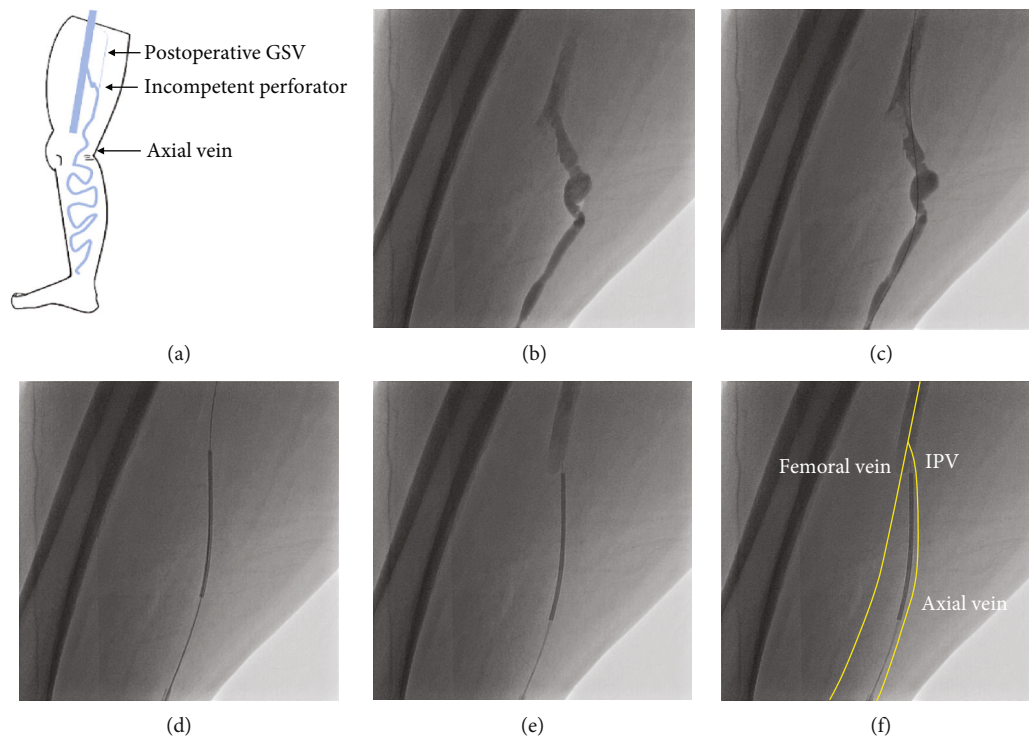 Postoperative GSV
Incompetent perforator
Axial vein
(a)
(b)
(c)
Femoral vein
IPV
Axial vein
(d)
(e)
(f)